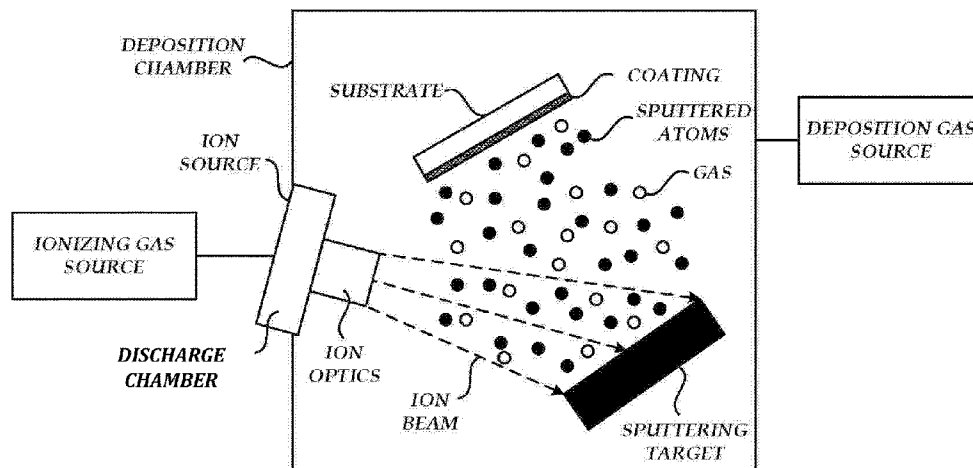 DEPOSITION
CHAMBER
SUBSTRATE
COATING
SPUTTERED
ATOMS
DEPOSITION GAS
SOURCE
ION
SOURCE
GAS
IONIZING GAS
SOURCE
DISCHARGE
CHAMBER
ION
OPTICS
ION
BEAM
SPUTTERING
TARGET